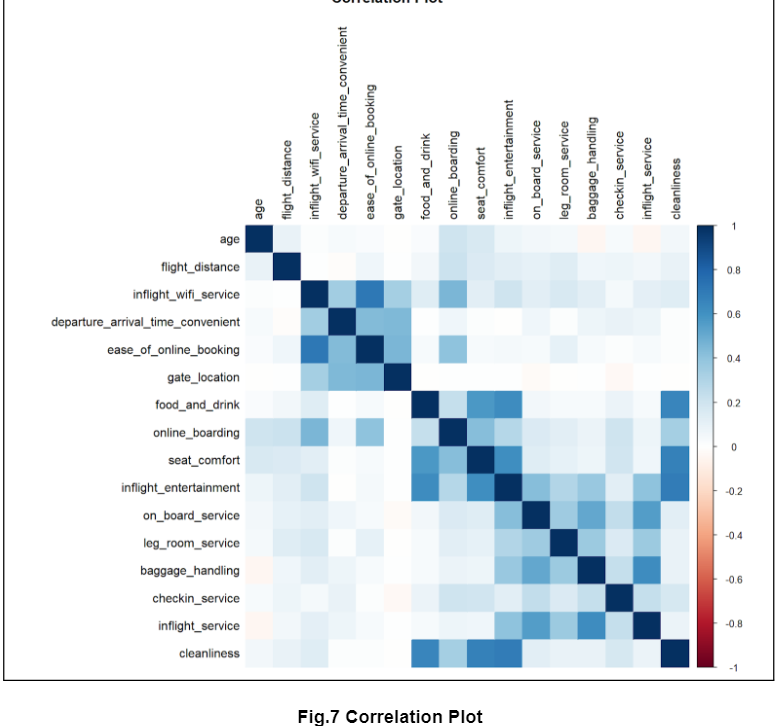 Correlation Plot
age
flight_distance
inflight_wifi_service
departure_arrival_time_convenient
ease_of_online_booking
gate_location
food_and_drink
online_boarding
seat_comfort
inflight_entertainment
on_board_service
leg_room_service
baggage_handling
checkin_service
inflight_service
cleanliness
age
flight_distance
inflight_wifi_service
departure_arrival_time_convenient
ease_of_online_booking
gate_location
food_and_drink
online_boarding
seat_comfort
inflight_entertainment
on_board_service
leg_room_service
baggage_handling
checkin_service
inflight_service
cleanliness
1
0.8
0.6
0.4
0.2
0
-0.2
-0.4
-0.6
-0.8
-1
Fig.7 Correlation Plot